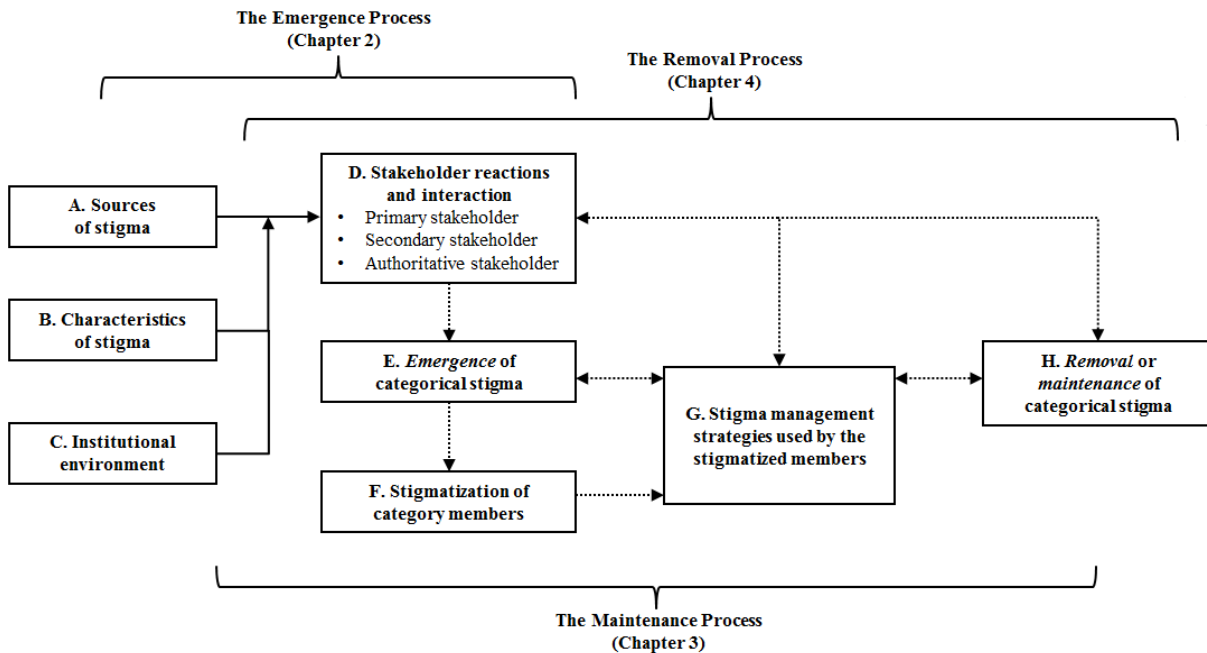 The Emergence Process
(Chapter 2)
The Removal Process
(Chapter 4)
A. Sources
of stigma
B. Characteristics
of stigma
C. Institutional
environment
D. Stakeholder reactions
and interaction
• Primary stakeholder
• Secondary stakeholder
• Authoritative stakeholder
E. Emergence of
categorical stigma
F. Stigmatization of
category members
G. Stigma management
strategies used by the
stigmatized members
H. Removal or
maintenance of
categorical stigma
The Maintenance Process
(Chapter 3)